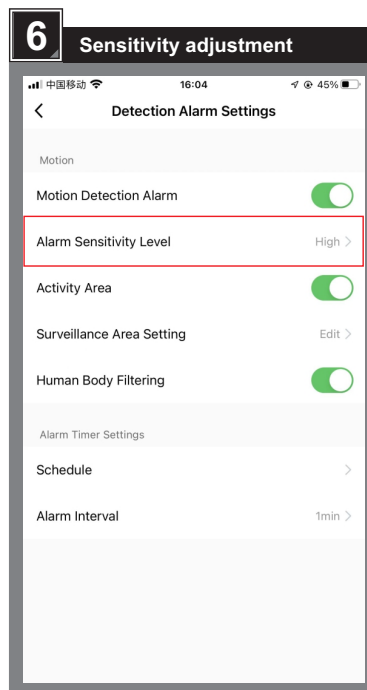 6 Sensitivity adjustment
中国移动 16:04 45%
Detection Alarm Settings
Motion
Motion Detection Alarm
Alarm Sensitivity Level High >
Activity Area
Surveillance Area Setting Edit >
Human Body Filtering
Alarm Timer Settings
Schedule >
Alarm Interval 1min >